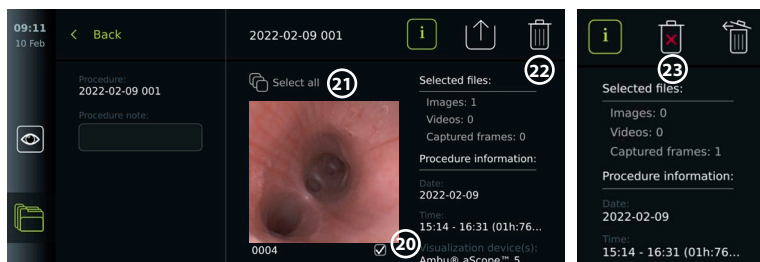 09:11
10 Feb
Back
2022-02-09 001
i
Procedure:
2022-02-09 001
Procedure note:
Select all
21
22
Selected files:
Images: 1
Videos: 0
Captured frames: 0
Procedure information:
Date:
2022-02-09
Time:
15:14 - 16:31 (01h:76...
Visualization device(s):
Ambu® aScope™ 5
0004
20
i
23
Selected files:
Images: 0
Videos: 0
Captured frames: 1
Procedure information:
Date:
2022-02-09
Time:
15:14 - 16:31 (01h:76...